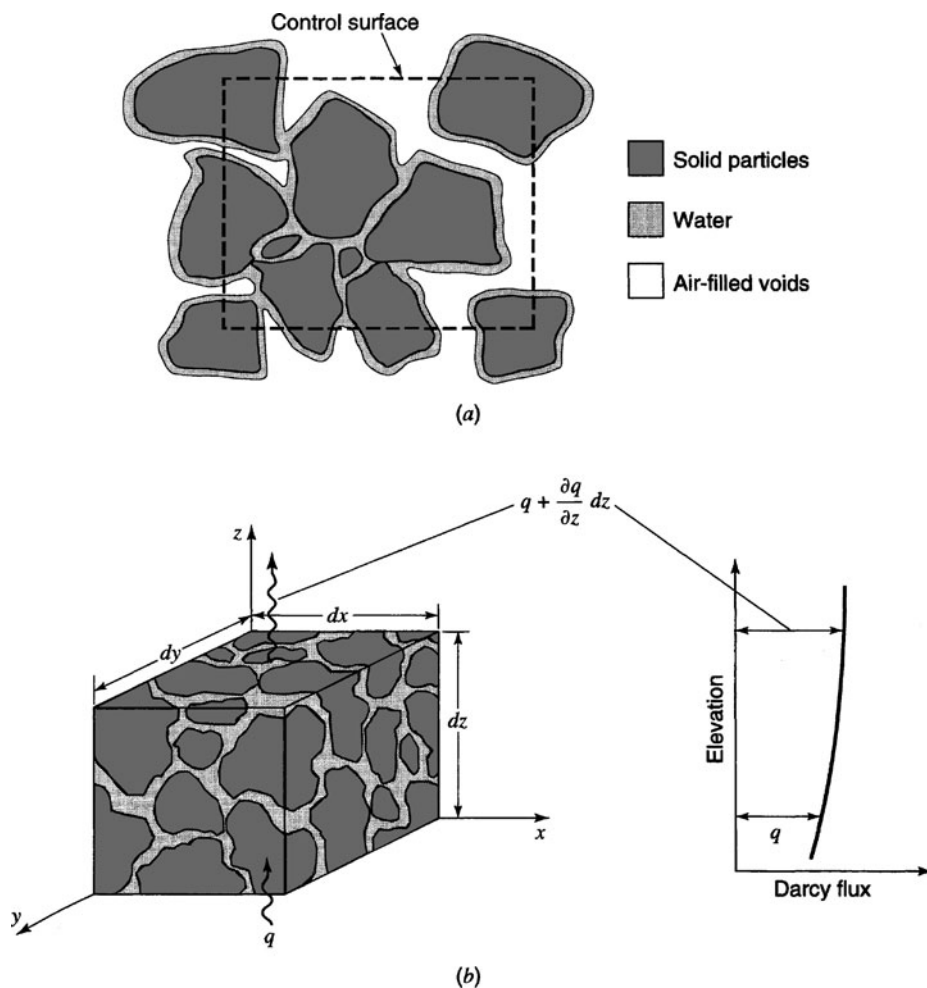 Control surface
Solid particles
Water
Air-filled voids
(a)
q + ∂q/∂z dz
z
dx
dy
dz
x
y
q
Elevation
q
Darcy flux
(b)